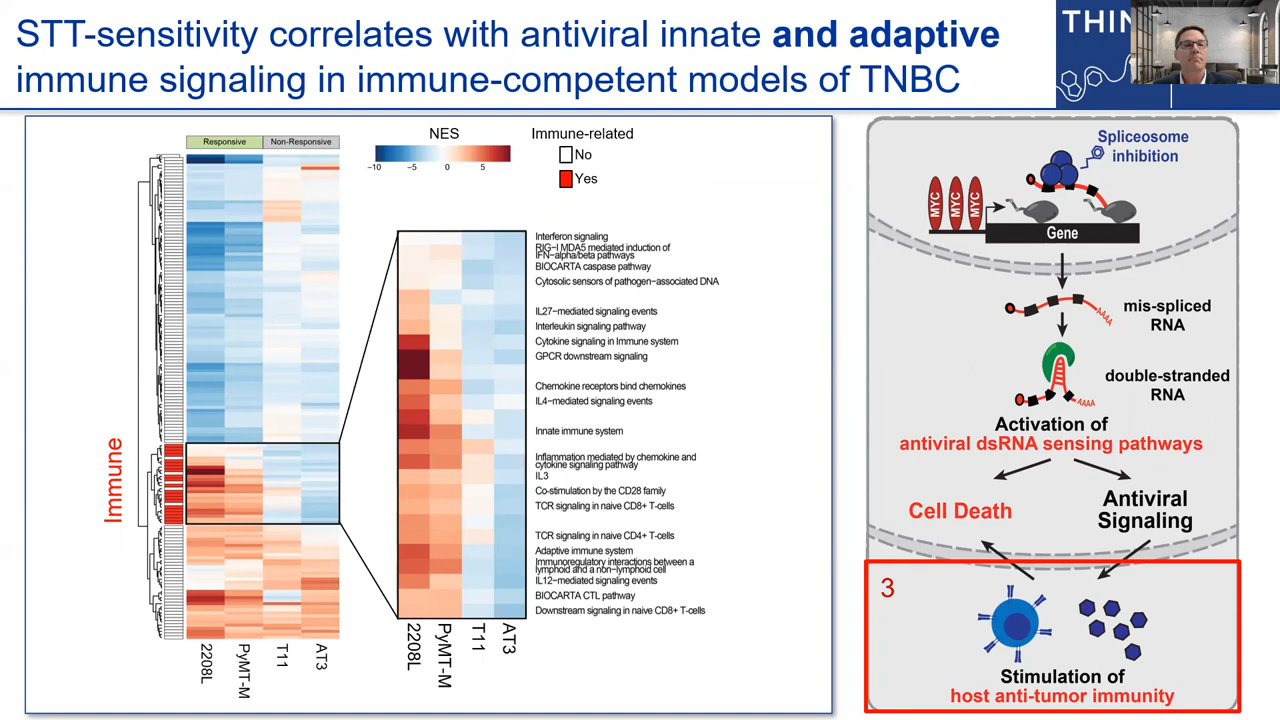 STT-sensitivity correlates with antiviral innate and adaptive
immune signaling in immune-competent models of TNBC
THIN
Responsive
Non-Responsive
NES
−10
−5
0
5
Immune-related
No
Yes
Interferon signaling
RIG−I MDA5 mediated induction of
IFN−alpha/beta pathways
BIOCARTA caspase pathway
Cytosolic sensors of pathogen−associated DNA
IL27−mediated signaling events
Interleukin signaling pathway
Cytokine signaling in Immune system
GPCR downstream signaling
Chemokine receptors bind chemokines
IL4−mediated signaling events
Innate immune system
Inflammation mediated by chemokine and
cytokine signaling pathway
IL3
Co-stimulation by the CD28 family
TCR signaling in naive CD8+ T-cells
TCR signaling in naive CD4+ T-cells
Adaptive immune system
Immunoregulatory interactions between a
lymphoid and a non−lymphoid cell
IL12−mediated signaling events
BIOCARTA CTL pathway
Downstream signaling in naive CD8+ T-cells
Immune
2208L
PyMT-M
T11
AT3
2208L
PyMT-M
T11
AT3
Spliceosome
inhibition
MYC
MYC
MYC
Gene
AAAA
mis-spliced
RNA
double-stranded
RNA
AAAA
Activation of
antiviral dsRNA sensing pathways
Cell Death
Antiviral
Signaling
3
Stimulation of
host anti-tumor immunity